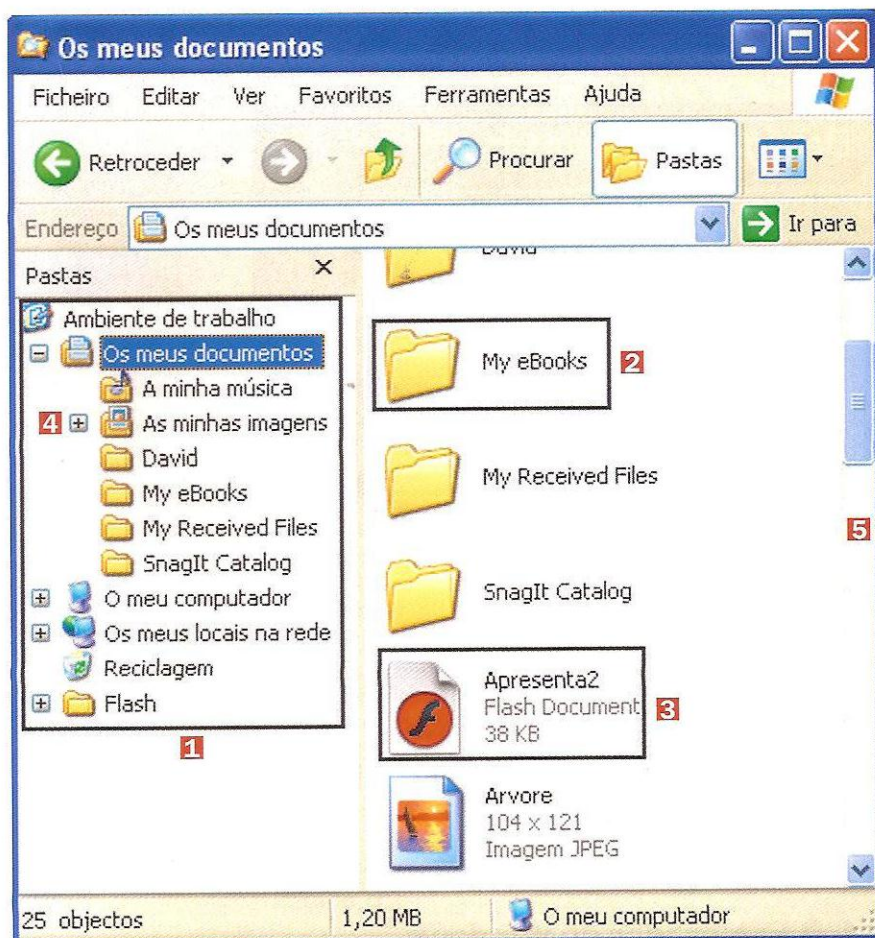 Os meus documentos
Ficheiro Editar Ver Favoritos Ferramentas Ajuda
Retroceder Procurar Pastas
Endereço Os meus documentos Ir para
Pastas
Ambiente de trabalho
Os meus documentos
A minha música
4 As minhas imagens
David
My eBooks
My Received Files
SnagIt Catalog
O meu computador
Os meus locais na rede
Reciclagem
Flash
1
David
My eBooks 2
My Received Files
5
SnagIt Catalog
Apresenta2
Flash Document 3
38 KB
Arvore
104 x 121
Imagem JPEG
25 objectos 1,20 MB O meu computador